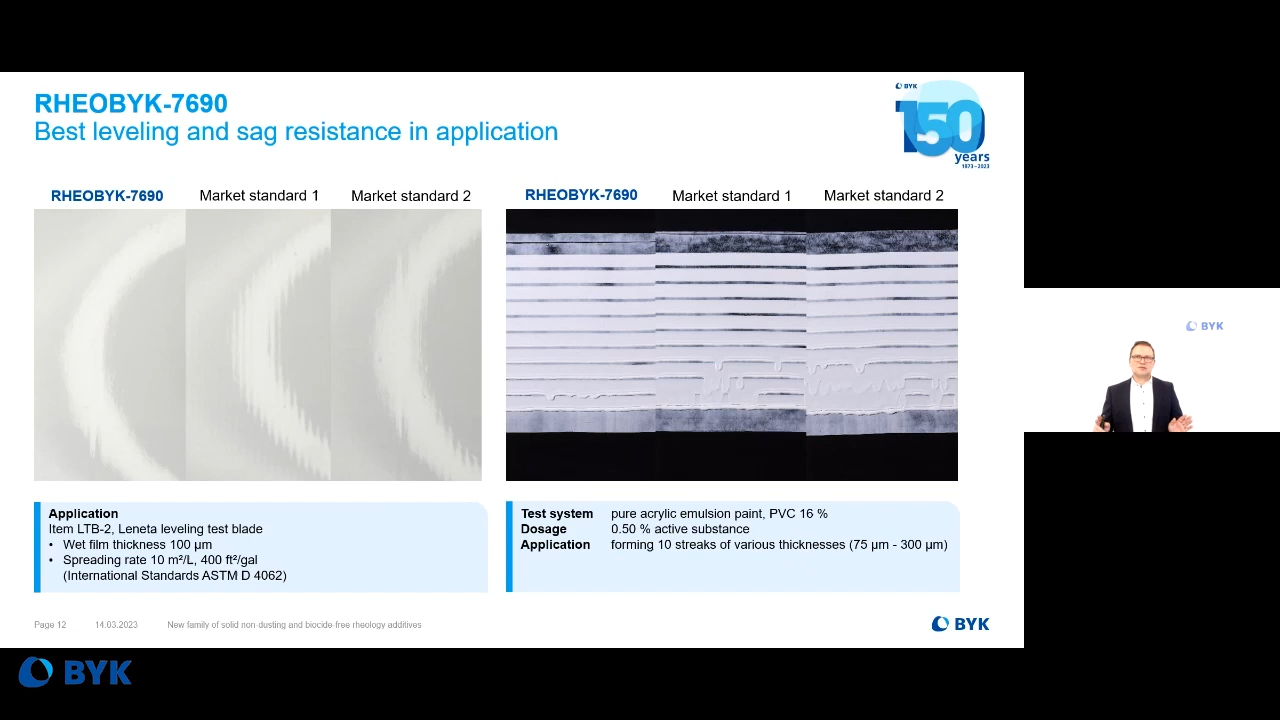 RHEOBYK-7690
Best leveling and sag resistance in application
BYK
150
years
1873–2023
RHEOBYK-7690 Market standard 1 Market standard 2
RHEOBYK-7690 Market standard 1 Market standard 2
Application
Item LTB-2, Leneta leveling test blade
• Wet film thickness 100 µm
• Spreading rate 10 m²/L, 400 ft²/gal
(International Standards ASTM D 4062)
Test system pure acrylic emulsion paint, PVC 16 %
Dosage 0.50 % active substance
Application forming 10 streaks of various thicknesses (75 µm - 300 µm)
Page 12 14.03.2023 New family of solid non-dusting and biocide-free rheology additives
BYK
BYK
BYK